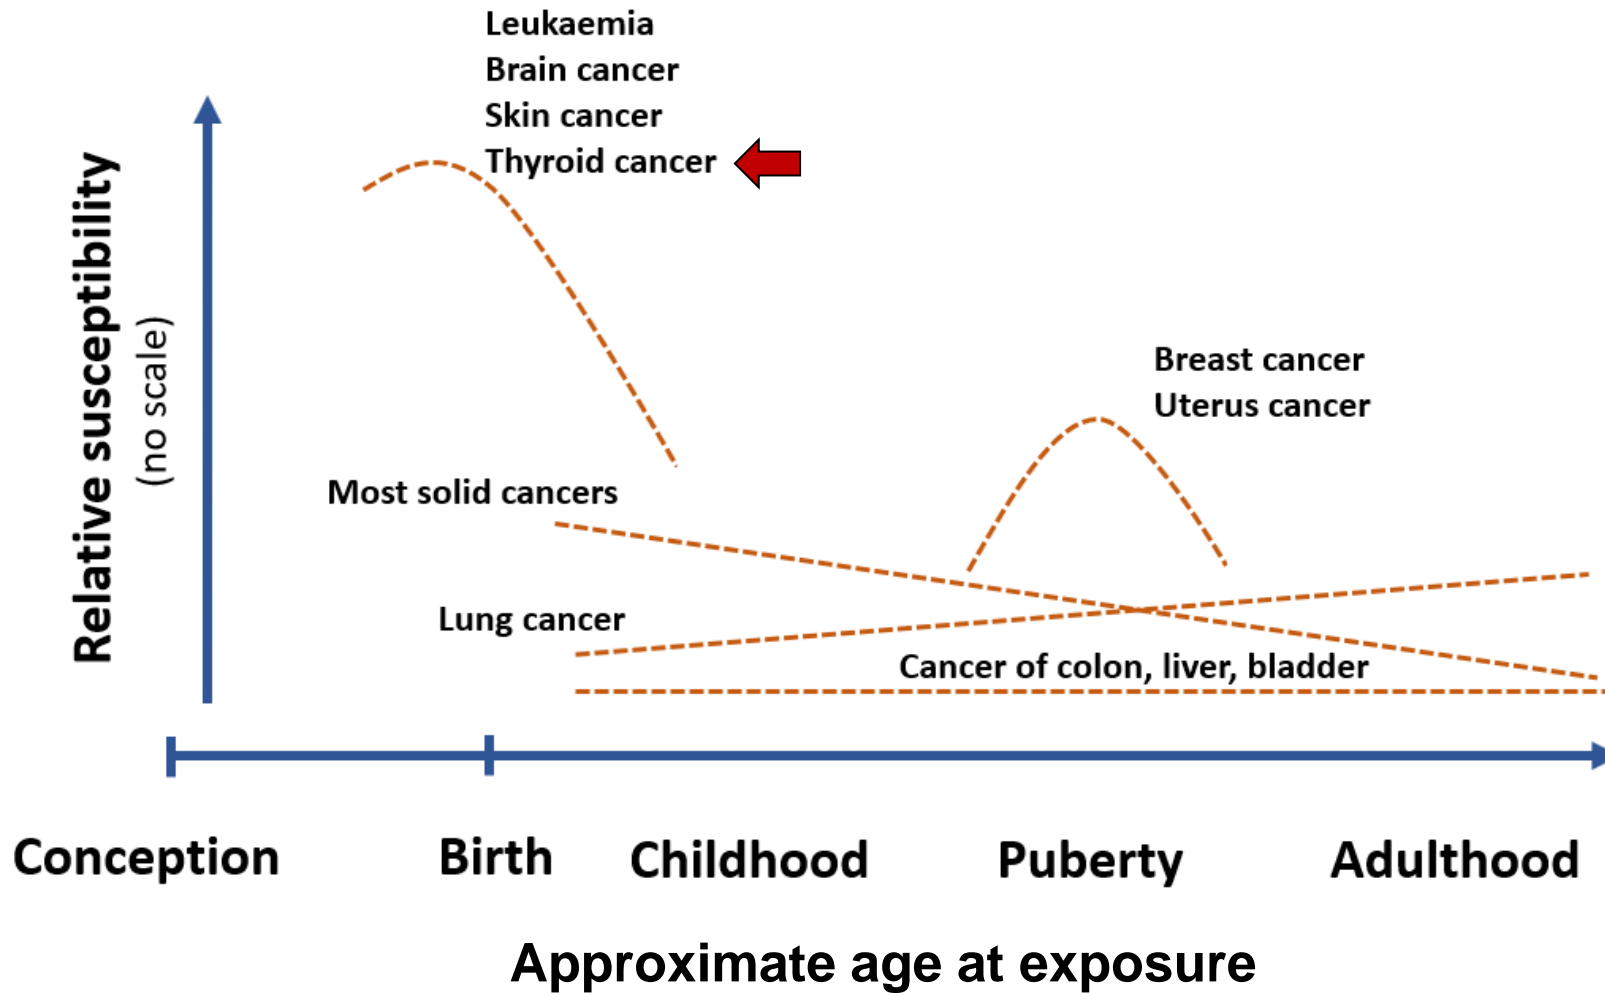 Leukaemia
Brain cancer
Skin cancer
Thyroid cancer
Relative susceptibility
(no scale)
Breast cancer
Uterus cancer
Most solid cancers
Lung cancer
Cancer of colon, liver, bladder
Conception
Birth
Childhood
Puberty
Adulthood
Approximate age at exposure